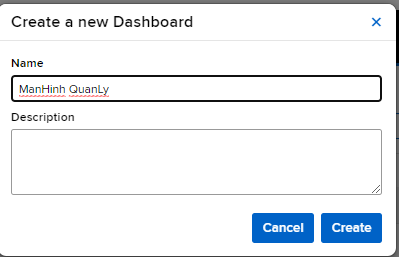 Create a new Dashboard
Name
ManHinh QuanLy
Description
Cancel Create